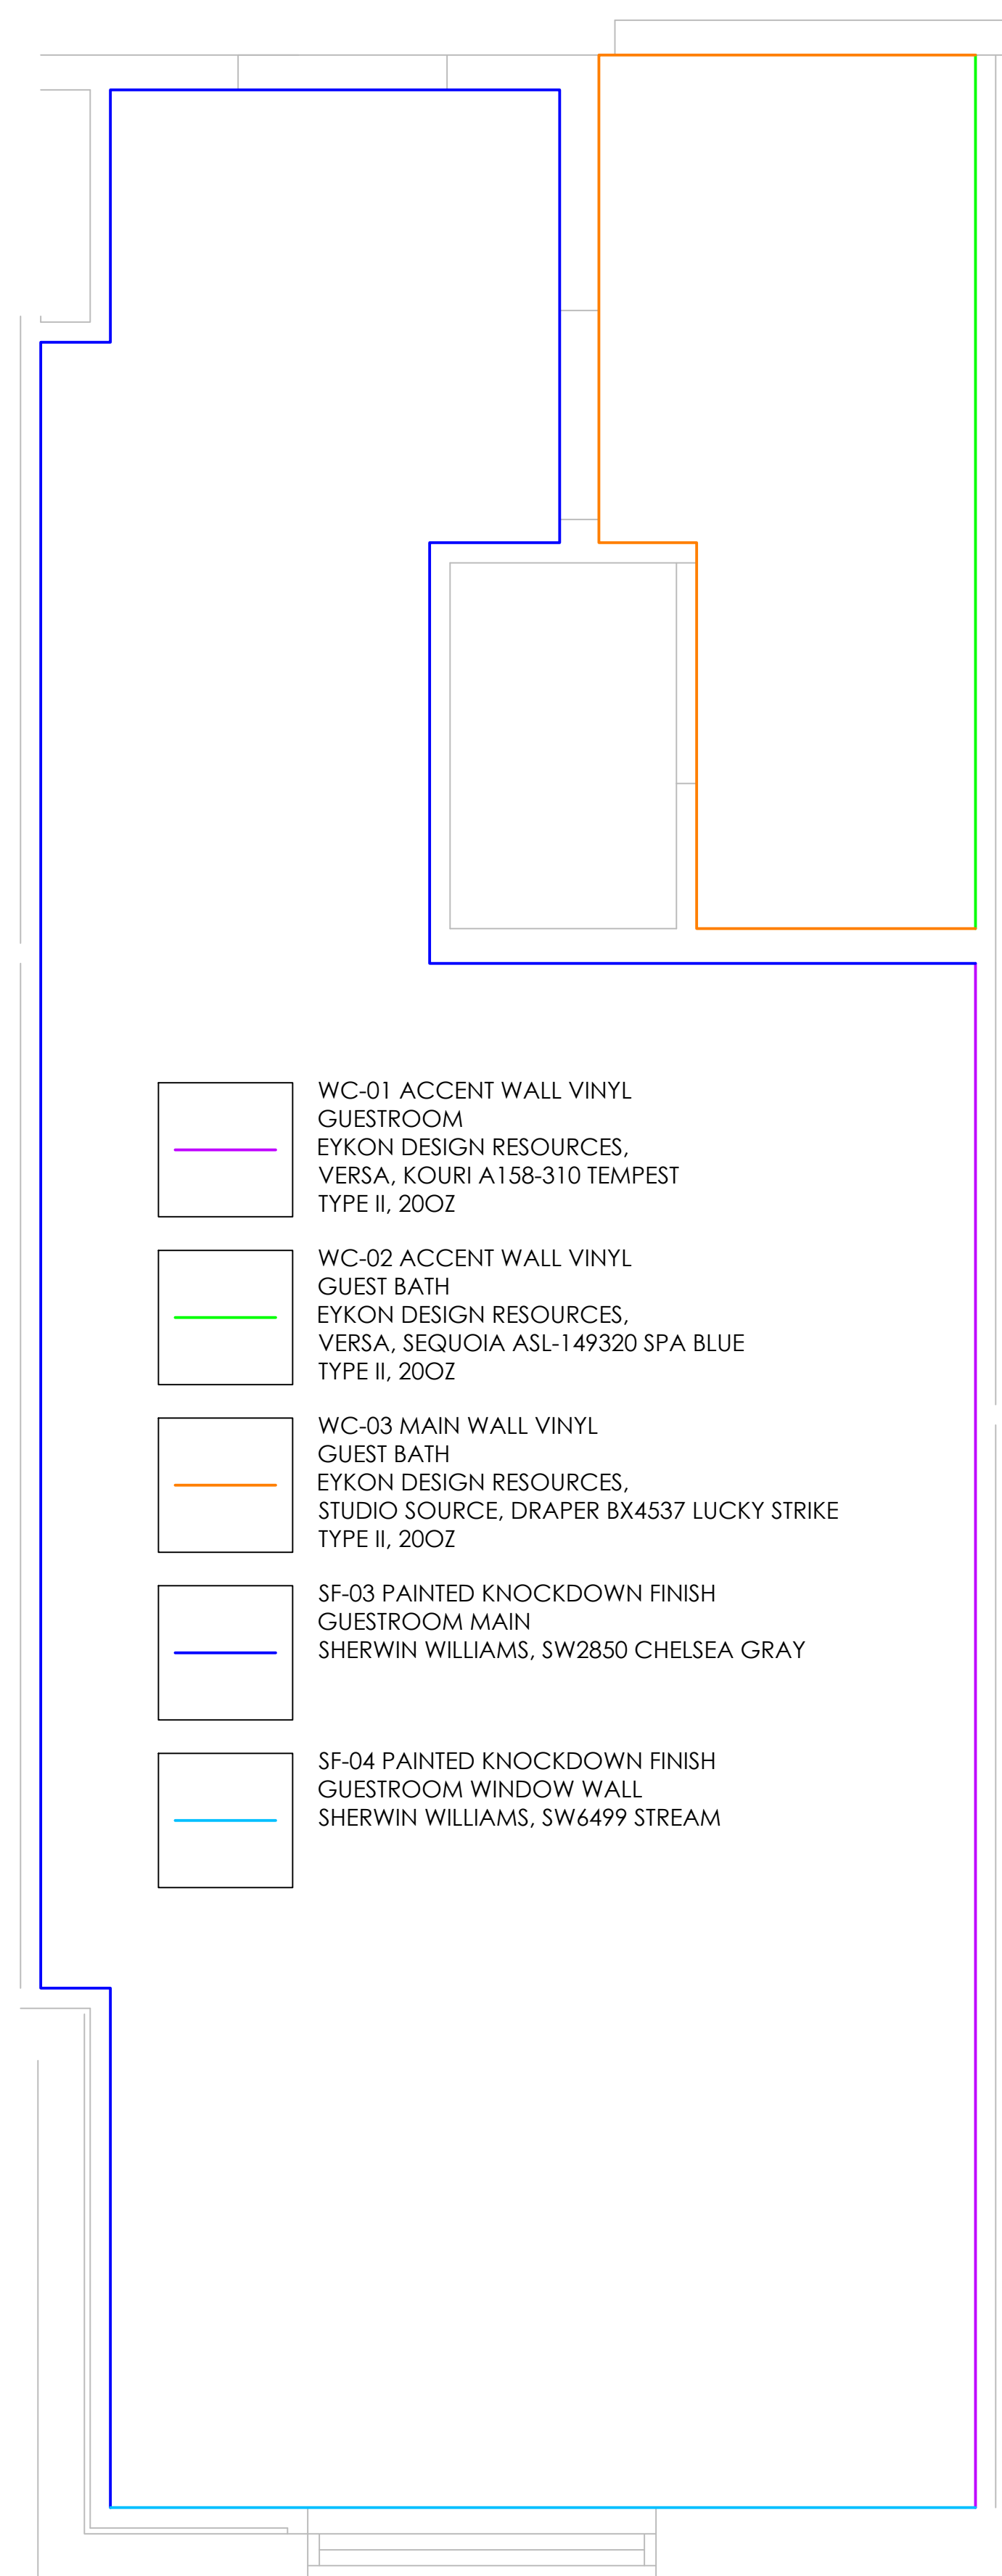 WC-01 ACCENT WALL VINYL
GUESTROOM
EYKON DESIGN RESOURCES,
VERSA, KOURI A158-310 TEMPEST
TYPE II, 20OZ
WC-02 ACCENT WALL VINYL
GUEST BATH
EYKON DESIGN RESOURCES,
VERSA, SEQUOIA ASL-149320 SPA BLUE
TYPE II, 20OZ
WC-03 MAIN WALL VINYL
GUEST BATH
EYKON DESIGN RESOURCES,
STUDIO SOURCE, DRAPER BX4537 LUCKY STRIKE
TYPE II, 20OZ
SF-03 PAINTED KNOCKDOWN FINISH
GUESTROOM MAIN
SHERWIN WILLIAMS, SW2850 CHELSEA GRAY
SF-04 PAINTED KNOCKDOWN FINISH
GUESTROOM WINDOW WALL
SHERWIN WILLIAMS, SW6499 STREAM